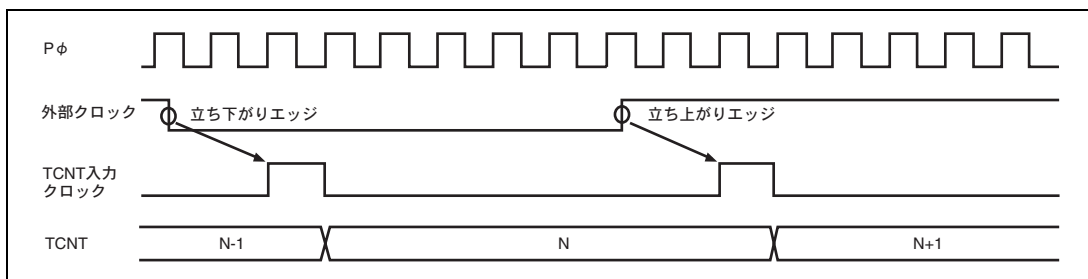 Pφ
外部クロック
立ち下がりエッジ
立ち上がりエッジ
TCNT入力
クロック
TCNT
N-1
N
N+1